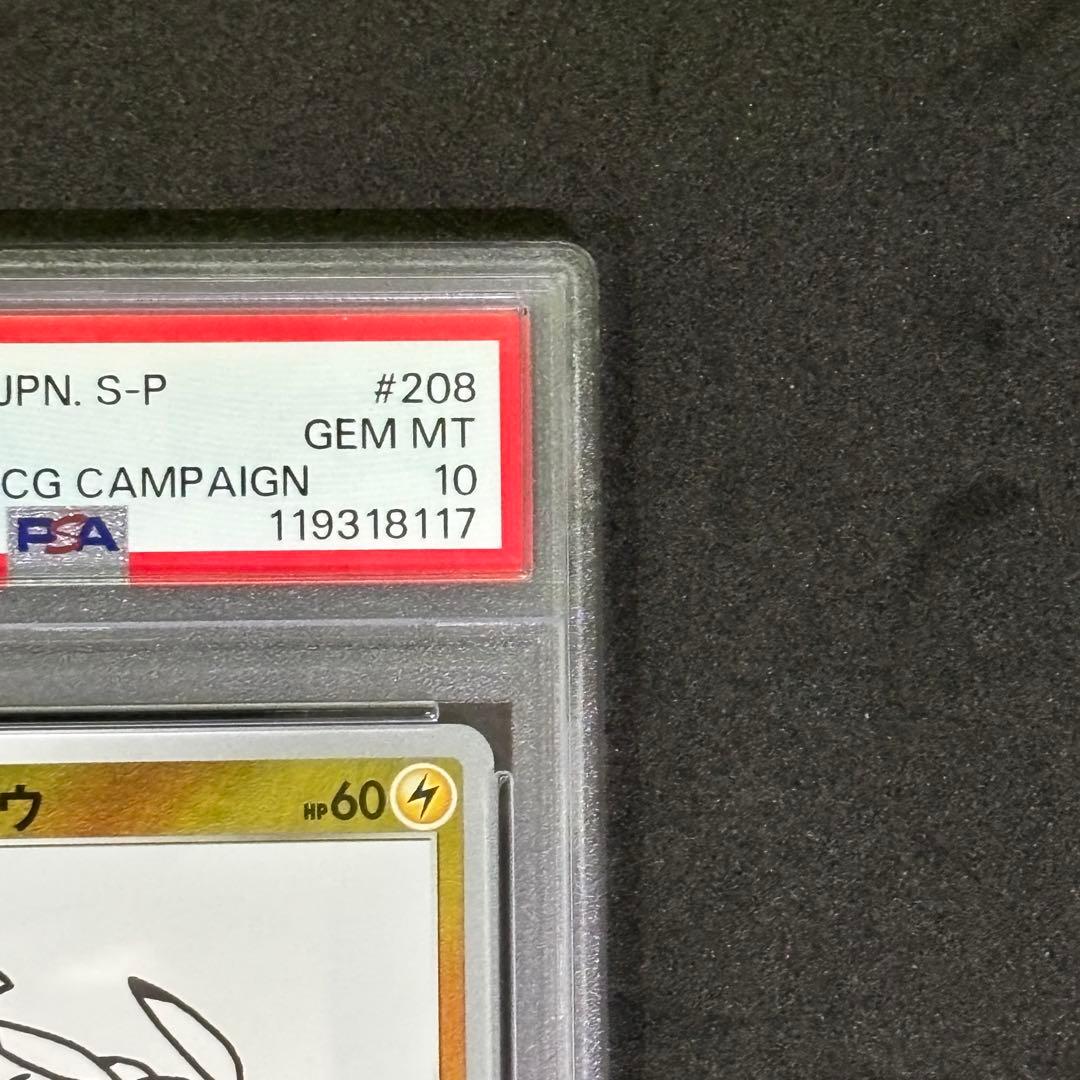 JPN. S-P #208
GEM MT
CG CAMPAIGN 10
PSA 119318117
ウ HP60